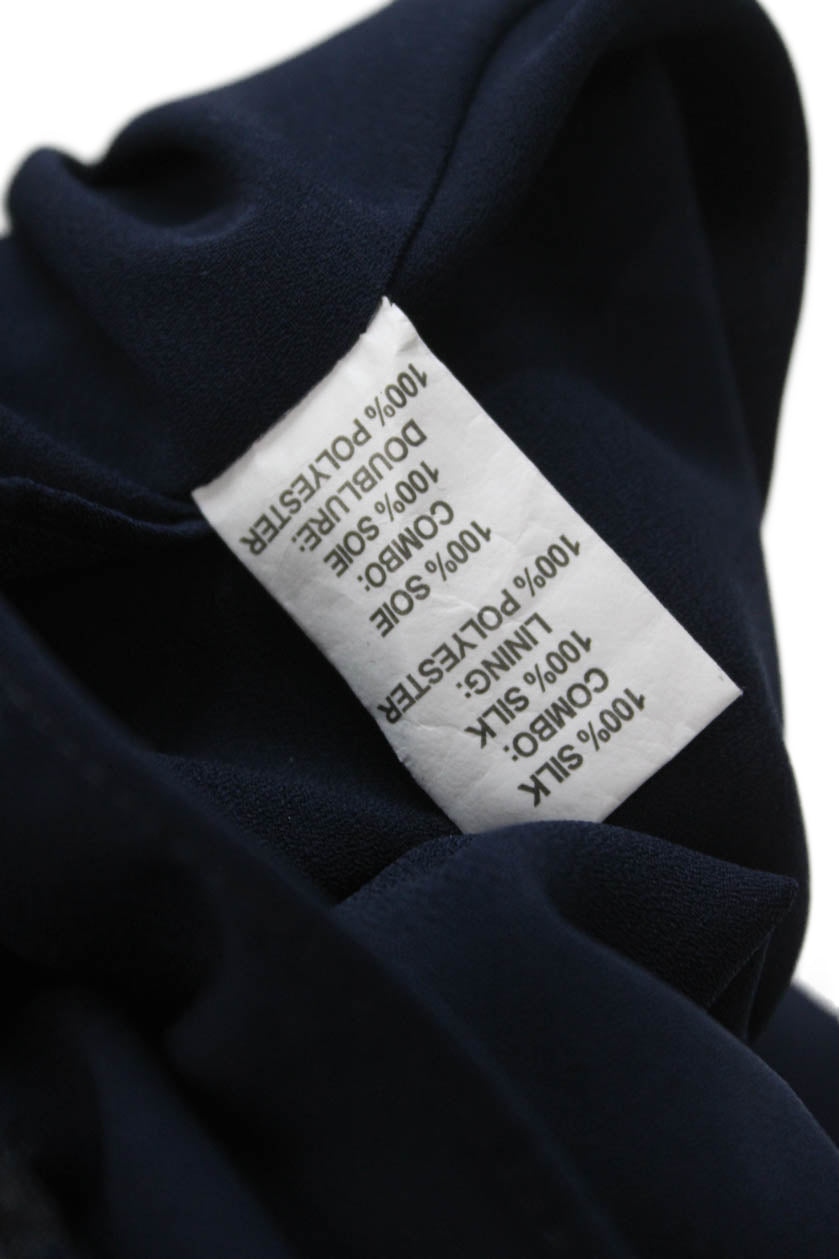 100% SILK
COMBO:
100% SILK
LINING:
100% POLYESTER
100% SOIE
COMBO:
100% SOIE
DOUBLURE:
100% POLYESTER